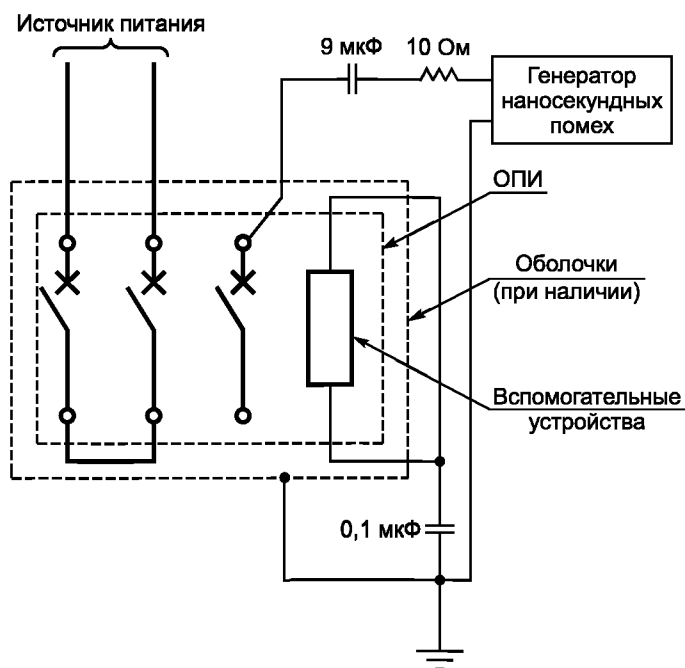 Источник питания
9 мкФ
10 Ом
Генератор
наносекундных
помех
ОПИ
Оболочки
(при наличии)
Вспомогательные
устройства
0,1 мкФ